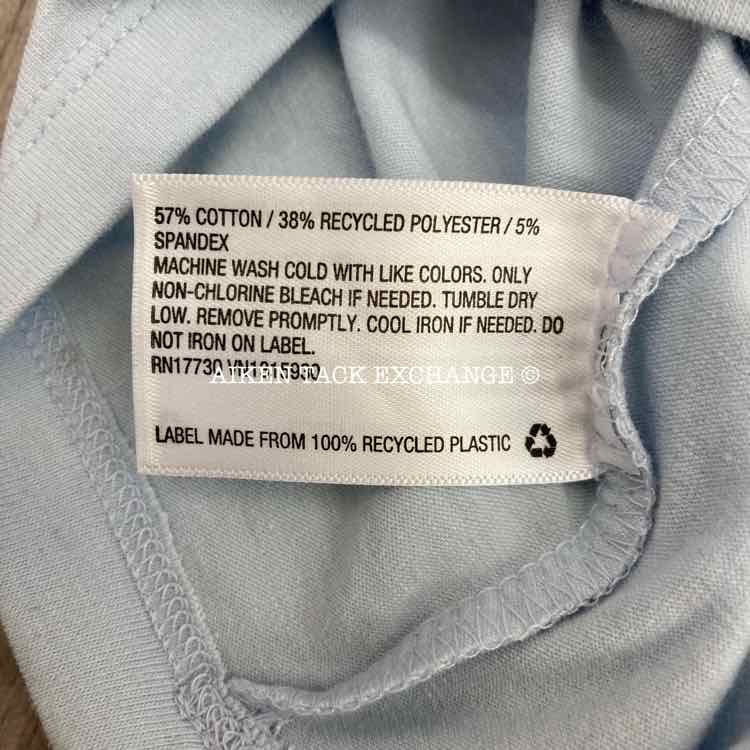 57% COTTON / 38% RECYCLED POLYESTER / 5%
SPANDEX
MACHINE WASH COLD WITH LIKE COLORS. ONLY
NON-CHLORINE BLEACH IF NEEDED. TUMBLE DRY
LOW. REMOVE PROMPTLY. COOL IRON IF NEEDED. DO
NOT IRON ON LABEL.
RN17730
AIKEN TACK EXCHANGE ©
LABEL MADE FROM 100% RECYCLED PLASTIC